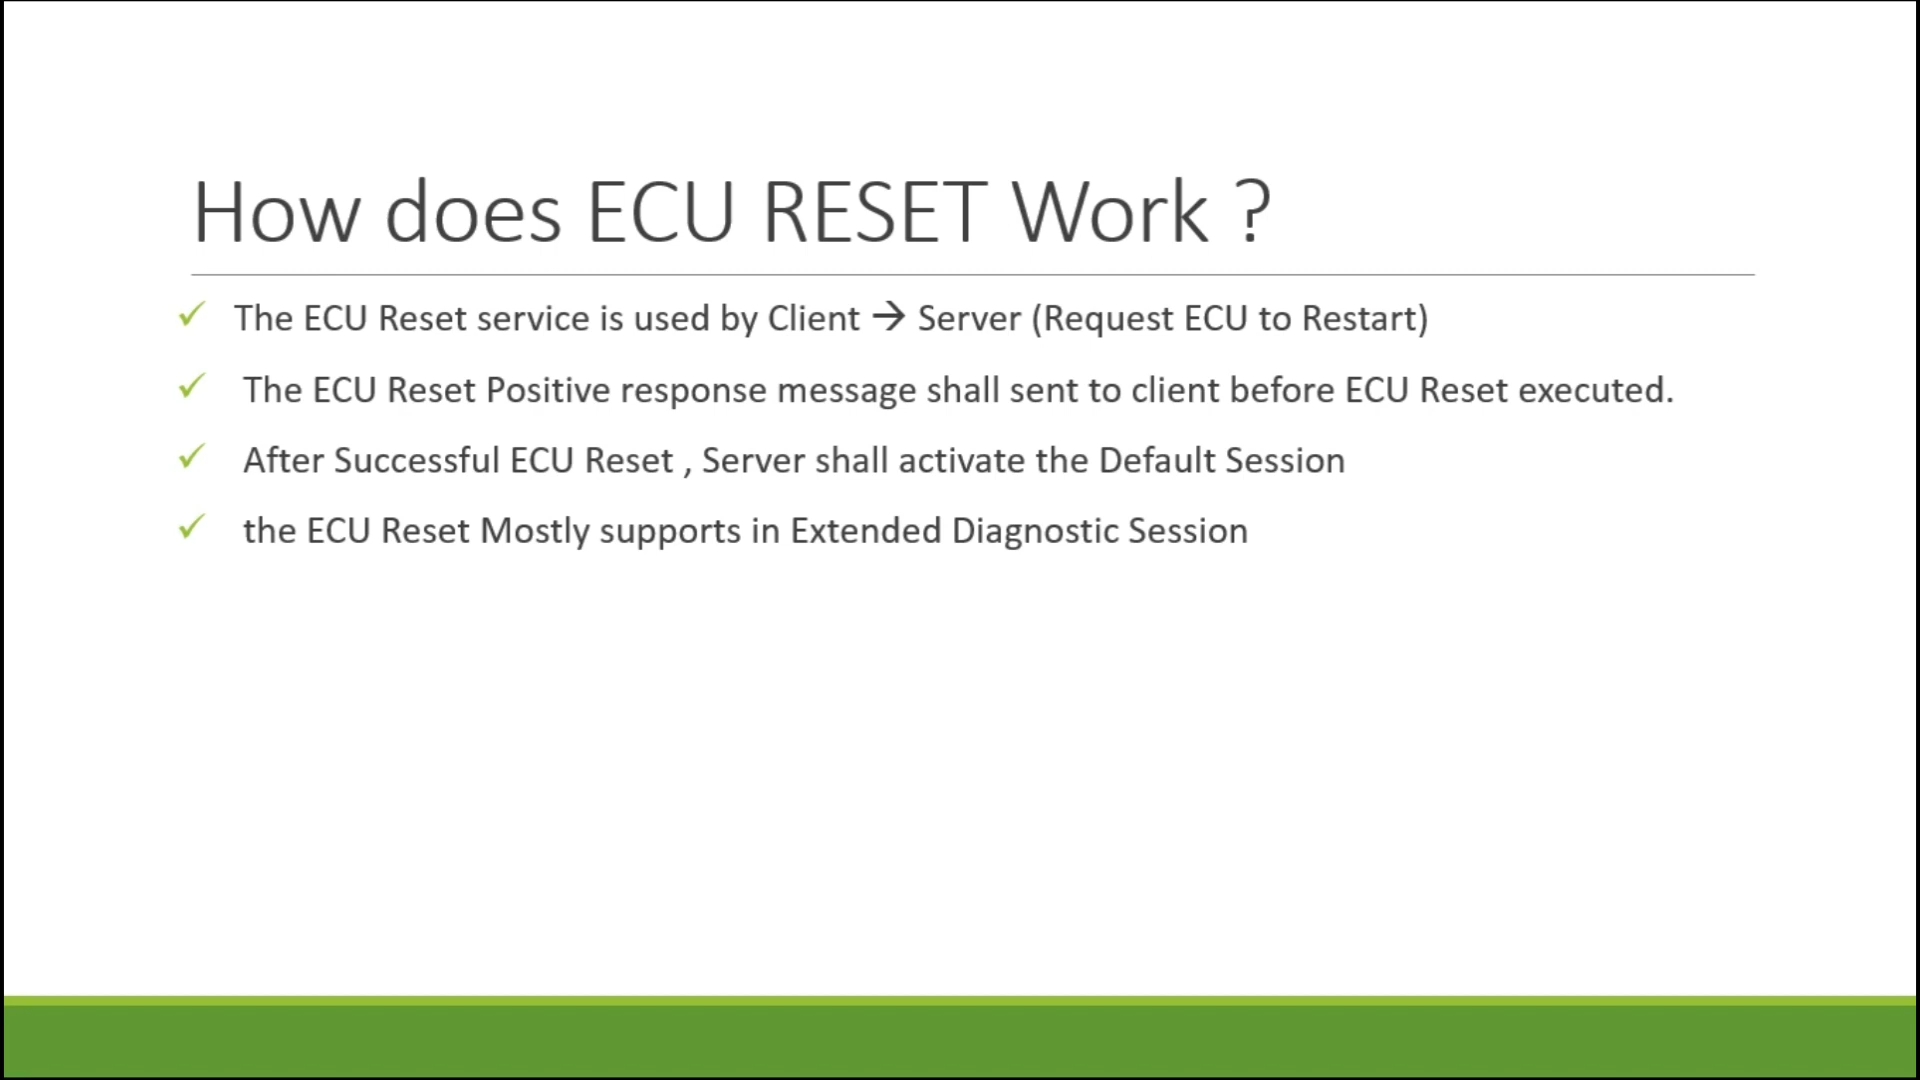 How does ECU RESET Work ?
✓ The ECU Reset service is used by Client → Server (Request ECU to Restart)
✓ The ECU Reset Positive response message shall sent to client before ECU Reset executed.
✓ After Successful ECU Reset , Server shall activate the Default Session
✓ the ECU Reset Mostly supports in Extended Diagnostic Session